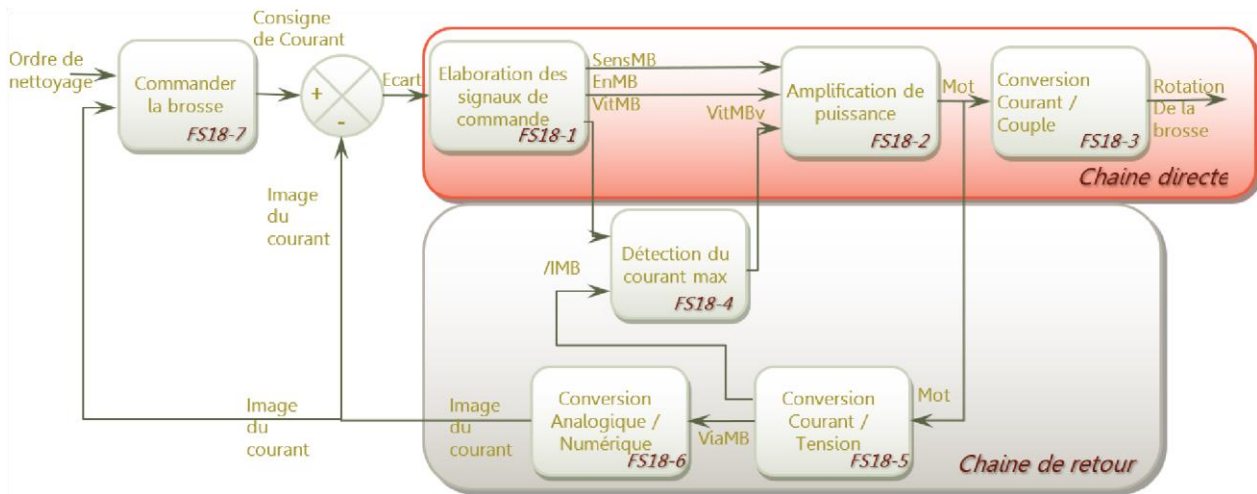 Ordre de
nettoyage
Commander
la brosse
FS18-7
Consigne
de Courant
+
-
Ecart
Elaboration des
signaux de
commande
FS18-1
SensMB
EnMB
VitMB
VitMBv
Amplification de
puissance
FS18-2
Mot
Conversion
Courant /
Couple
FS18-3
Rotation
De la
brosse
Chaine directe
Image
du
courant
/IMB
Détection du
courant max
FS18-4
Image
du
courant
Image
du
courant
Conversion
Analogique /
Numérique
FS18-6
ViaMB
Conversion
Courant /
Tension
FS18-5
Mot
Chaine de retour